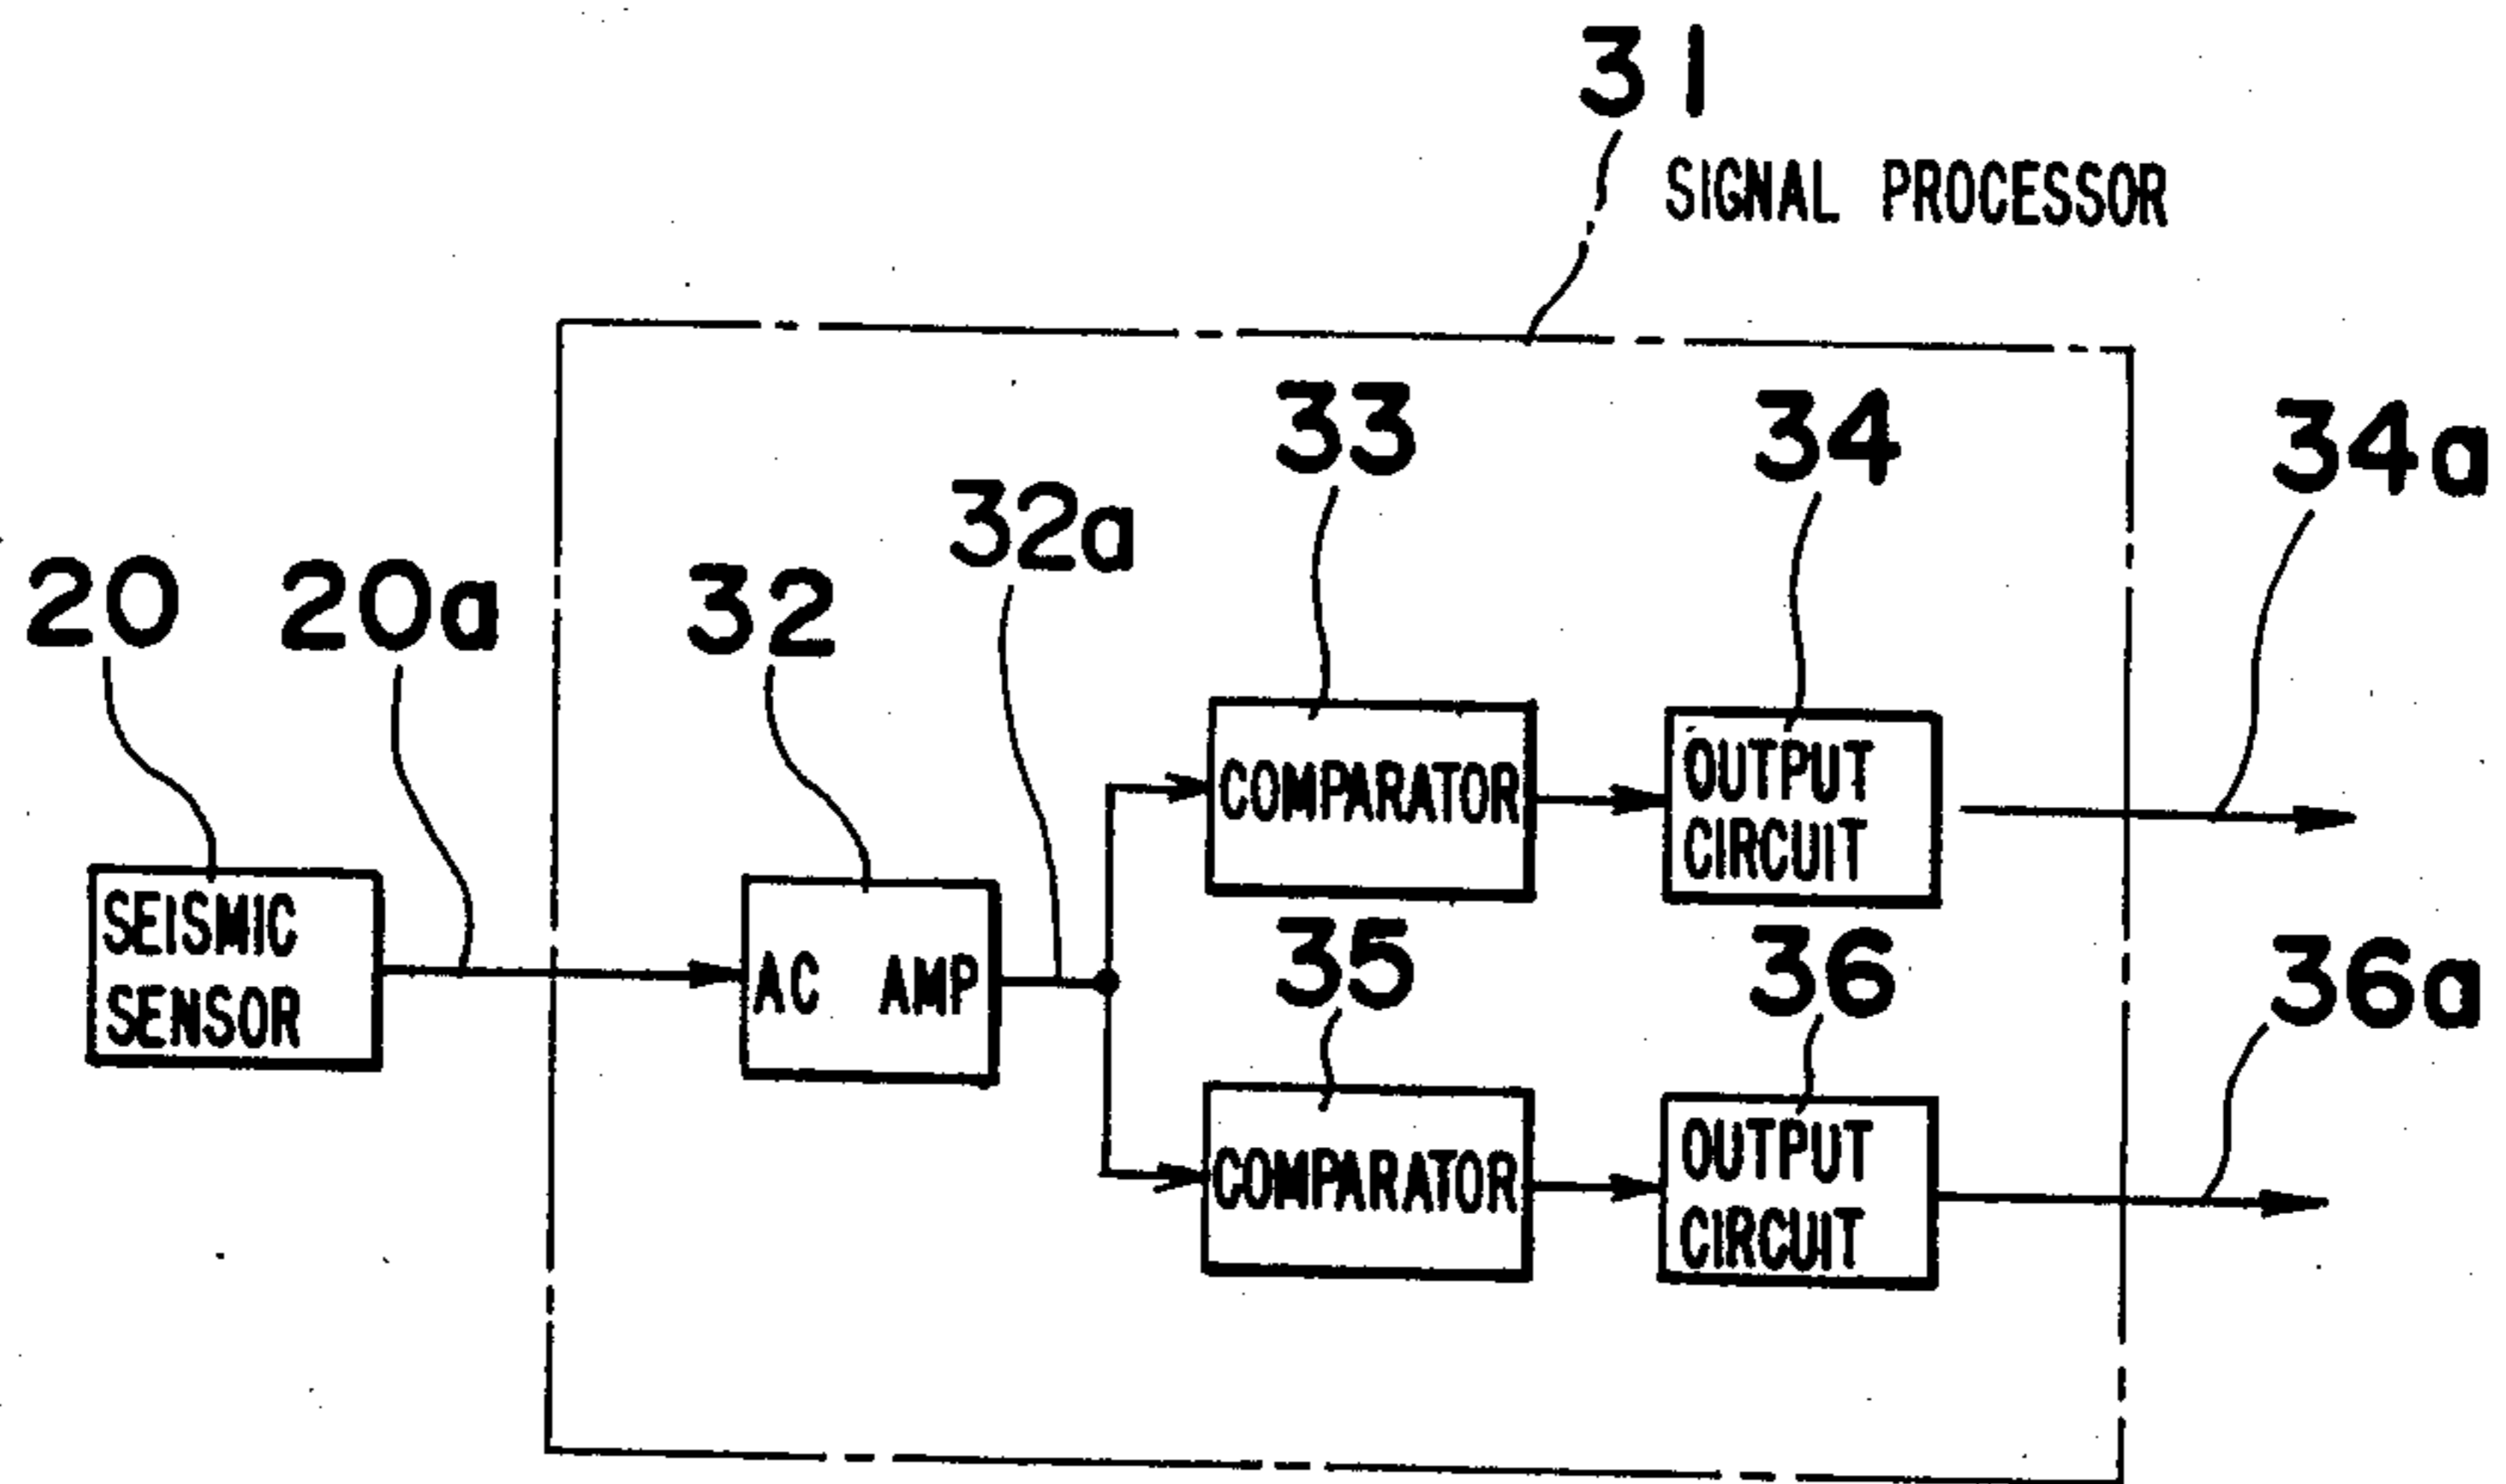 31
SIGNAL PROCESSOR
33
34
34a
32a
20
20a
32
COMPARATOR
OUTPUT
CIRCUIT
SEISMIC
SENSOR
AC AMP
35
36
36a
COMPARATOR
OUTPUT
CIRCUIT